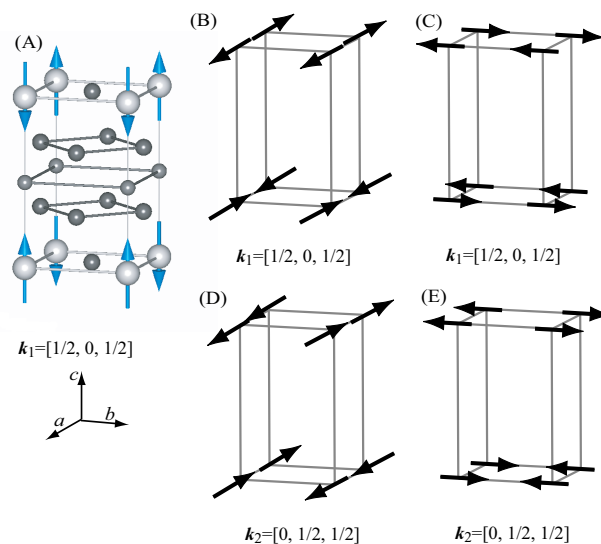 (A)
(B)
(C)
k₁=[1/2, 0, 1/2]
k₁=[1/2, 0, 1/2]
(D)
(E)
k₁=[1/2, 0, 1/2]
c
a
b
k₂=[0, 1/2, 1/2]
k₂=[0, 1/2, 1/2]